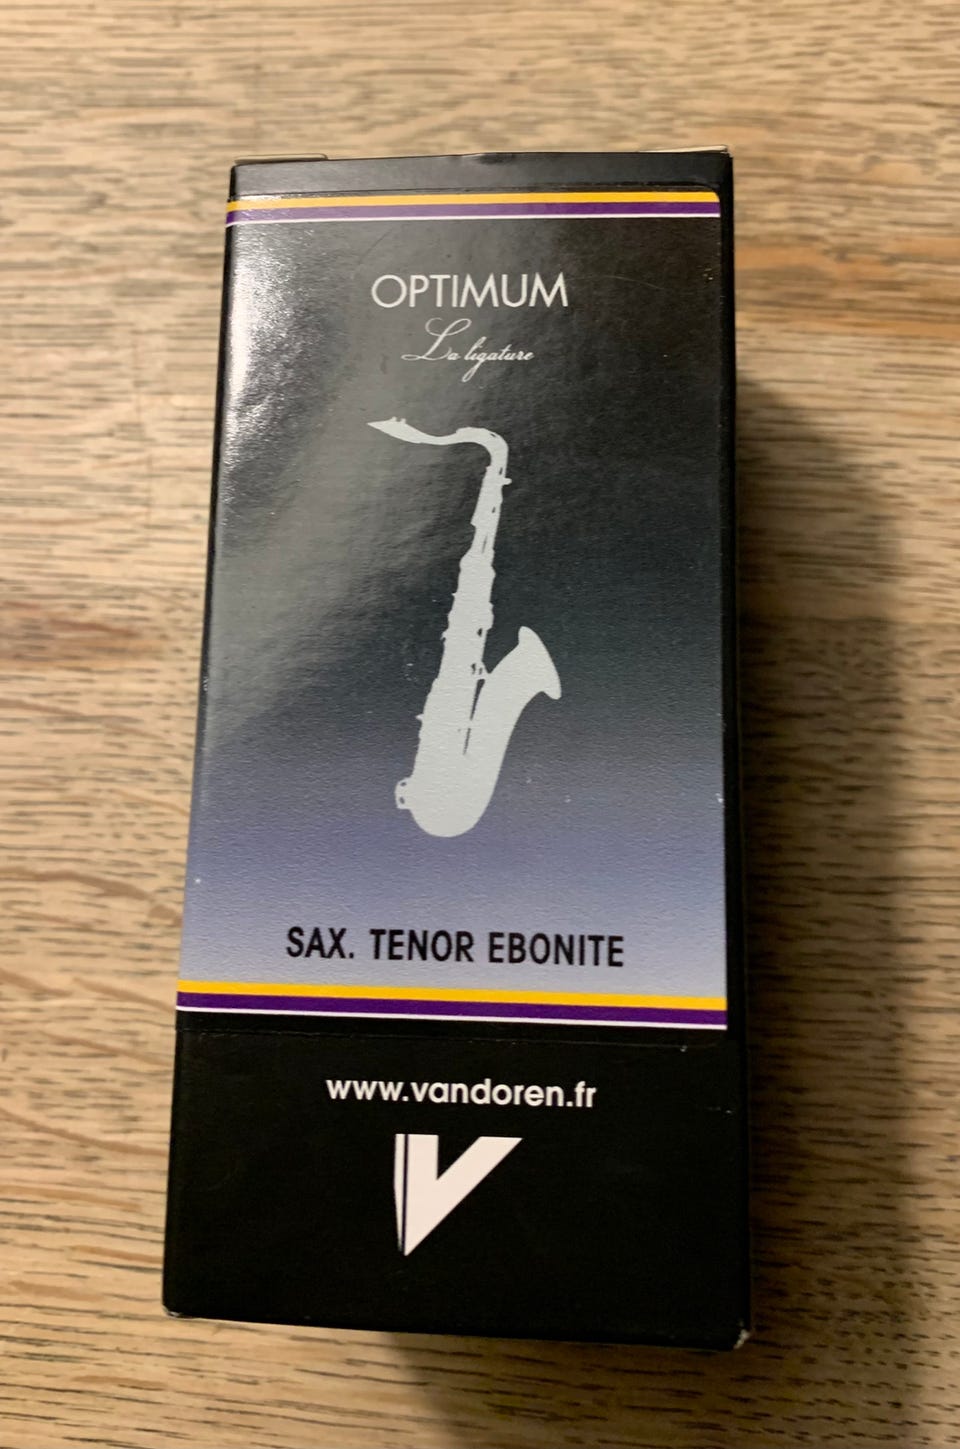 OPTIMUM
La ligature
SAX. TENOR EBONITE
www.vandoren.fr
V